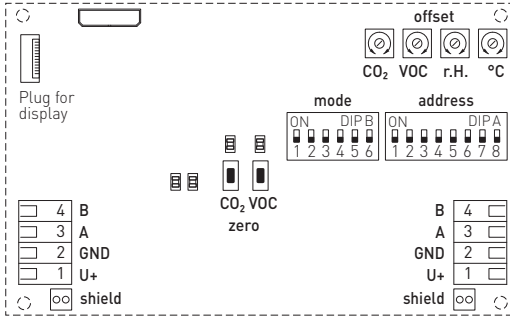 offset
CO₂ VOC r.H. °C
Plug for
display
mode
address
ON DIP B
1 2 3 4 5 6
ON DIP A
1 2 3 4 5 6 7 8
CO₂ VOC
zero
4 B
3 A
2 GND
1 U+
shield
B 4
A 3
GND 2
U+ 1
shield